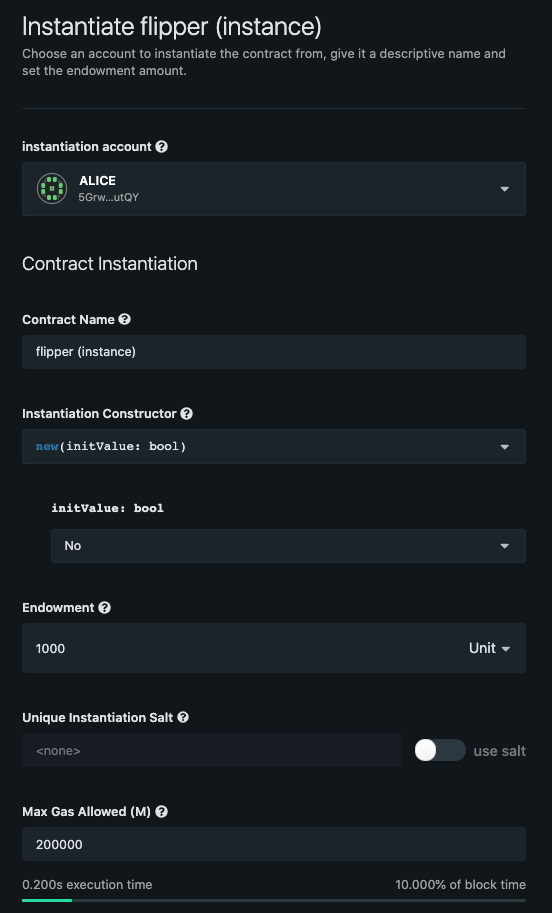 Instantiate flipper (instance)
Choose an account to instantiate the contract from, give it a descriptive name and
set the endowment amount.
instantiation account
ALICE
5Grw...utQY
Contract Instantiation
Contract Name
flipper (instance)
Instantiation Constructor
new(initValue: bool)
initValue: bool
No
Endowment
1000 Unit
Unique Instantiation Salt
<none> use salt
Max Gas Allowed (M)
200000
0.200s execution time 10.000% of block time